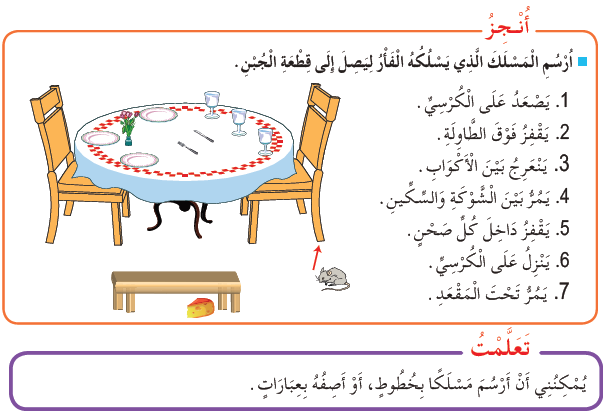 أُنْجِزُ
اُرْسُمِ الْمَسْلَكَ الَّذِي يَسْلُكُهُ الْفَأْرُ لِيَصِلَ إِلَى قِطْعَةِ الْجُبْنِ.
1. يَصْعَدُ عَلَى الْكُرْسِيِّ.
2. يَقْفِزُ فَوْقَ الطَّاوِلَةِ.
3. يَنْعَرِجُ بَيْنَ الْأَكْوَابِ.
4. يَمُرُّ بَيْنَ الشَّوْكَةِ وَالسِّكِّينِ.
5. يَقْفِزُ دَاخِلَ كُلِّ صَحْنٍ.
6. يَنْزِلُ عَلَى الْكُرْسِيِّ.
7. يَمُرُّ تَحْتَ الْمَقْعَدِ.
تَعَلَّمْتُ
يُمْكِنُنِي أَنْ أَرْسُمَ مَسْلَكًا بِخُطُوطٍ، أَوْ أَصِفُهُ بِعِبَارَاتٍ.